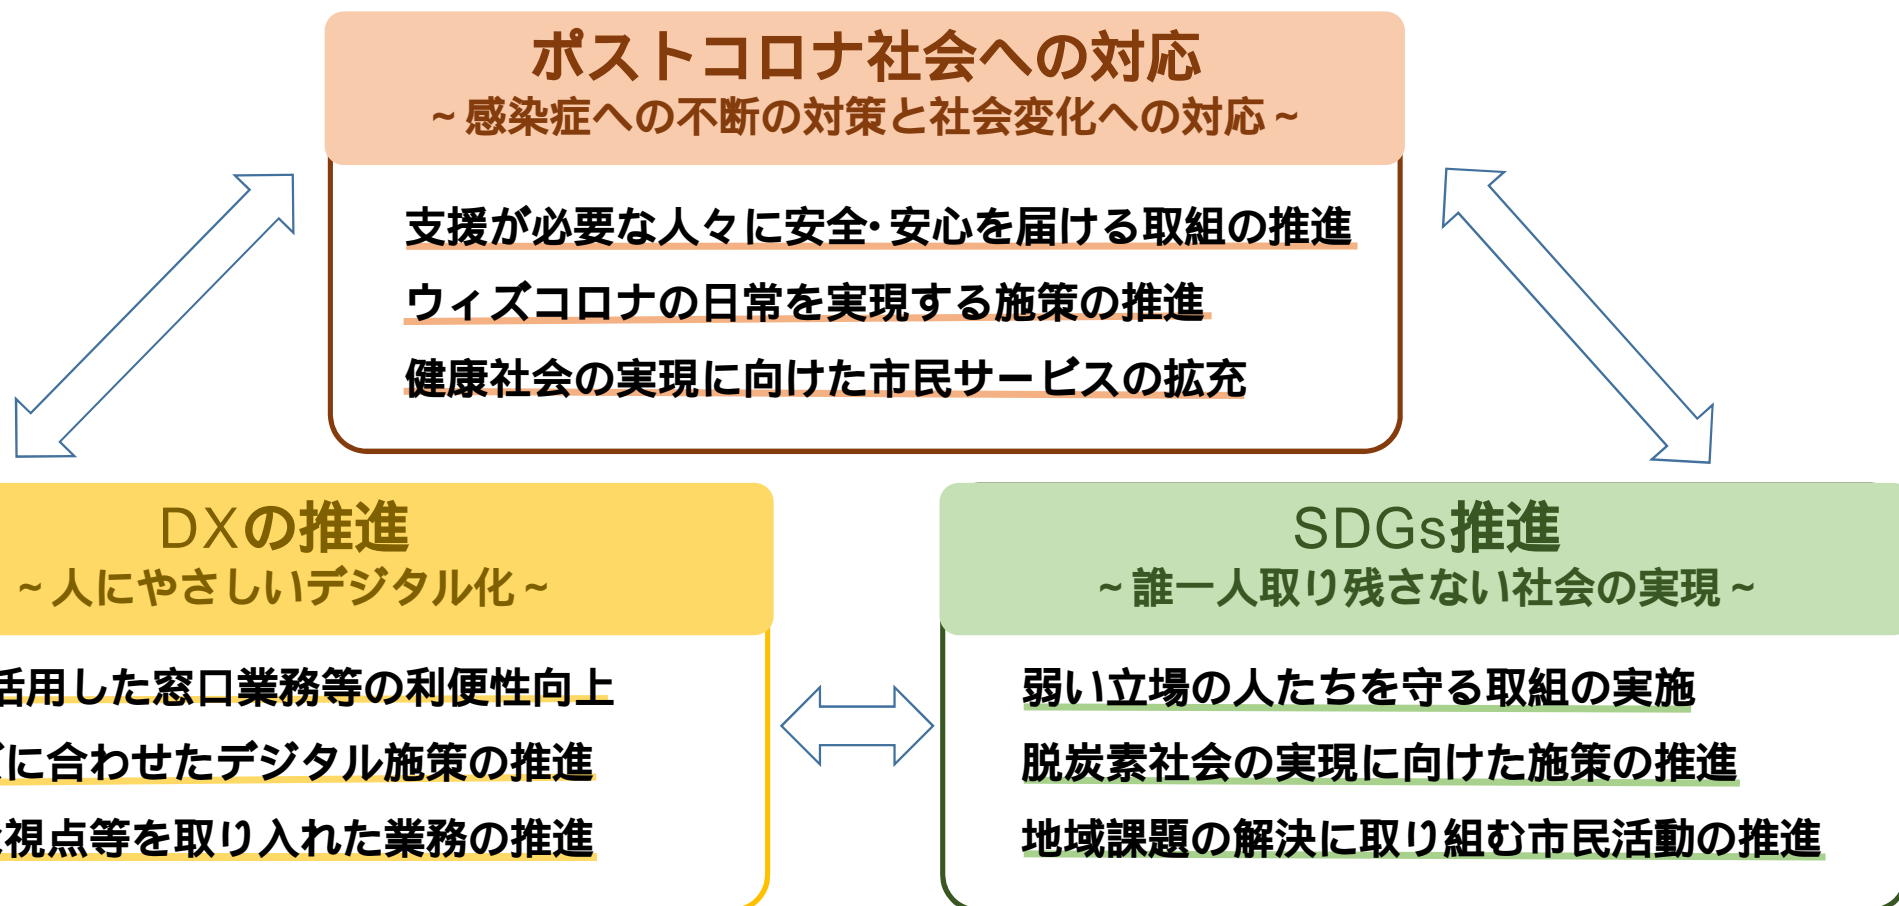 ポストコロナ社会への対応
~感染症への不断の対策と社会変化への対応~
支援が必要な人々に安全・安心を届ける取組の推進
ウィズコロナの日常を実現する施策の推進
健康社会の実現に向けた市民サービスの拡充
DXの推進
~人にやさしいデジタル化~
活用した窓口業務等の利便性向上
に合わせたデジタル施策の推進
視点等を取り入れた業務の推進
SDGs推進
~誰一人取り残さない社会の実現~
弱い立場の人たちを守る取組の実施
脱炭素社会の実現に向けた施策の推進
地域課題の解決に取り組む市民活動の推進